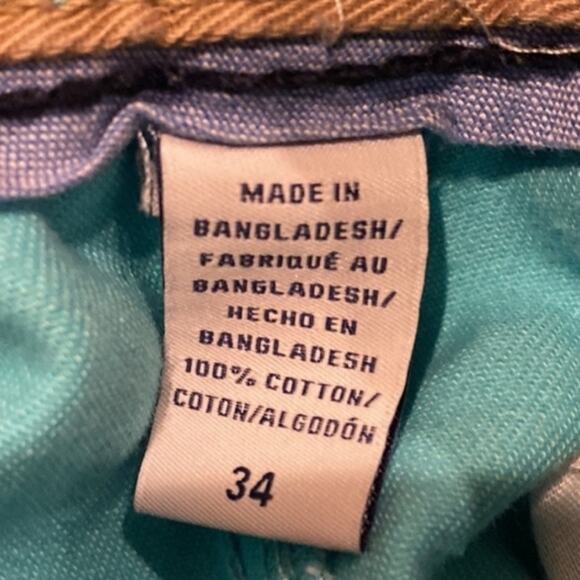 MADE IN
BANGLADESH/
FABRIQUÉ AU
BANGLADESH/
HECHO EN
BANGLADESH
100% COTTON/
COTON/ALGODÓN
34